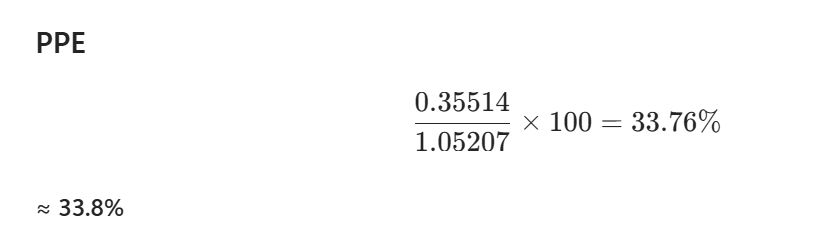 PPE
0.35514
1.05207 × 100 = 33.76%
≈ 33.8%